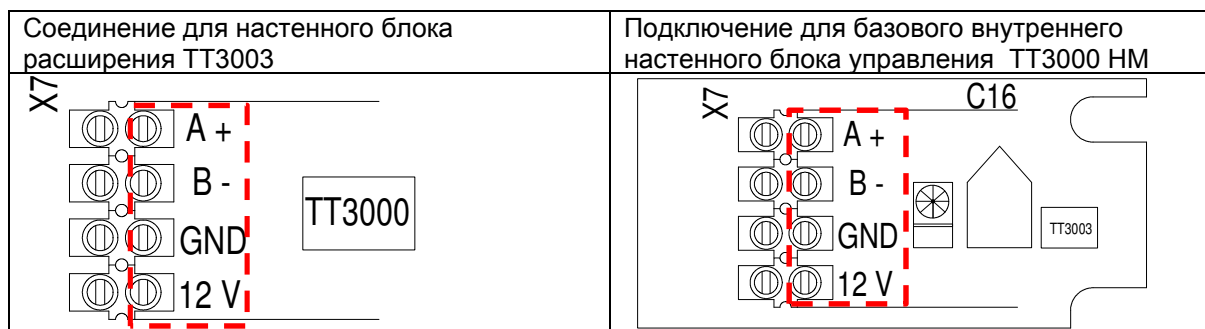 Соединение для настенного блока
расширения TT3003
Подключение для базового внутреннего
настенного блока управления TT3000 HM
X7
A +
B -
GND
12 V
TT3000
X7
C16
A +
B -
GND
12 V
TT3003